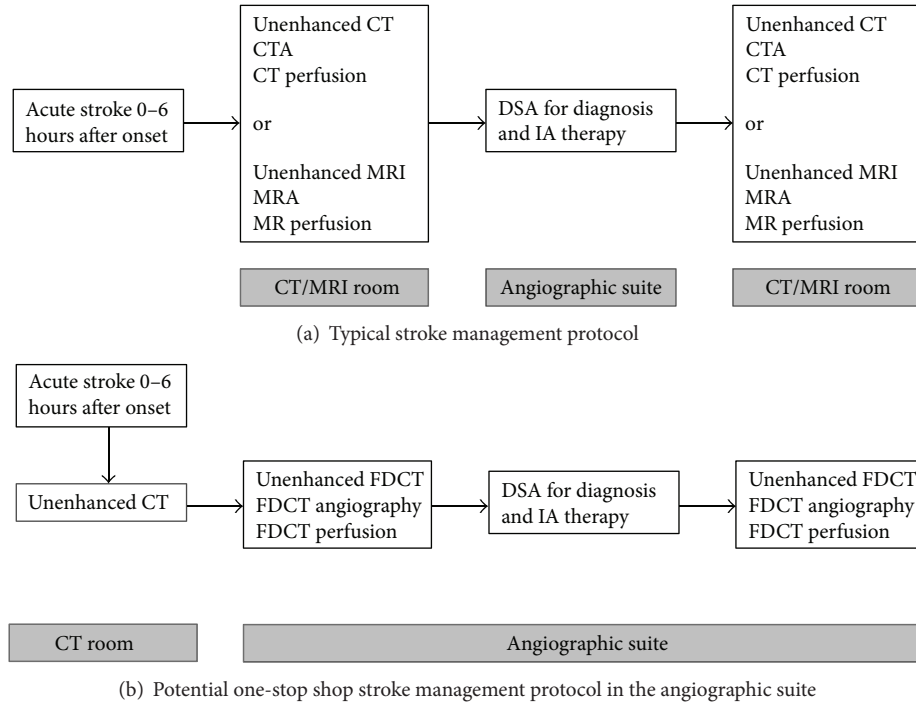 Acute stroke 0–6
hours after onset
Unenhanced CT
CTA
CT perfusion
or
Unenhanced MRI
MRA
MR perfusion
DSA for diagnosis
and IA therapy
Unenhanced CT
CTA
CT perfusion
or
Unenhanced MRI
MRA
MR perfusion
CT/MRI room
Angiographic suite
CT/MRI room
(a) Typical stroke management protocol
Acute stroke 0–6
hours after onset
Unenhanced CT
Unenhanced FDCT
FDCT angiography
FDCT perfusion
DSA for diagnosis
and IA therapy
Unenhanced FDCT
FDCT angiography
FDCT perfusion
CT room
Angiographic suite
(b) Potential one-stop shop stroke management protocol in the angiographic suite